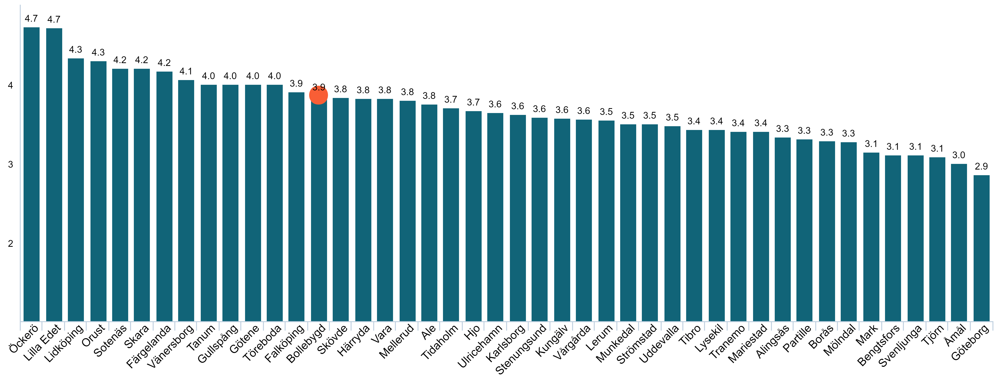 4.7 4.7 4.3 4.3 4.2 4.2 4.2 4.1 4.0 4.0 4.0 4.0 3.9 3.9 3.8 3.8 3.8 3.8 3.8 3.7 3.7 3.6 3.6 3.6 3.6 3.6 3.5 3.5 3.5 3.5 3.4 3.4 3.4 3.4 3.3 3.3 3.3 3.3 3.1 3.1 3.1 3.1 3.0 2.9
4
3
2
Öckerö
Lilla Edet
Lidköping
Orust
Sotenäs
Skara
Färgelanda
Vänersborg
Tanum
Gullspång
Götene
Töreboda
Falköping
Bollebygd
Skövde
Härryda
Vara
Mellerud
Ale
Tidaholm
Hjo
Ulricehamn
Karlsborg
Stenungsund
Kungälv
Vårgårda
Lerum
Munkedal
Strömstad
Uddevalla
Tibro
Lysekil
Tranemo
Mariestad
Alingsås
Partille
Borås
Mölndal
Mark
Bengtsfors
Svenljunga
Tjörn
Åmål
Göteborg